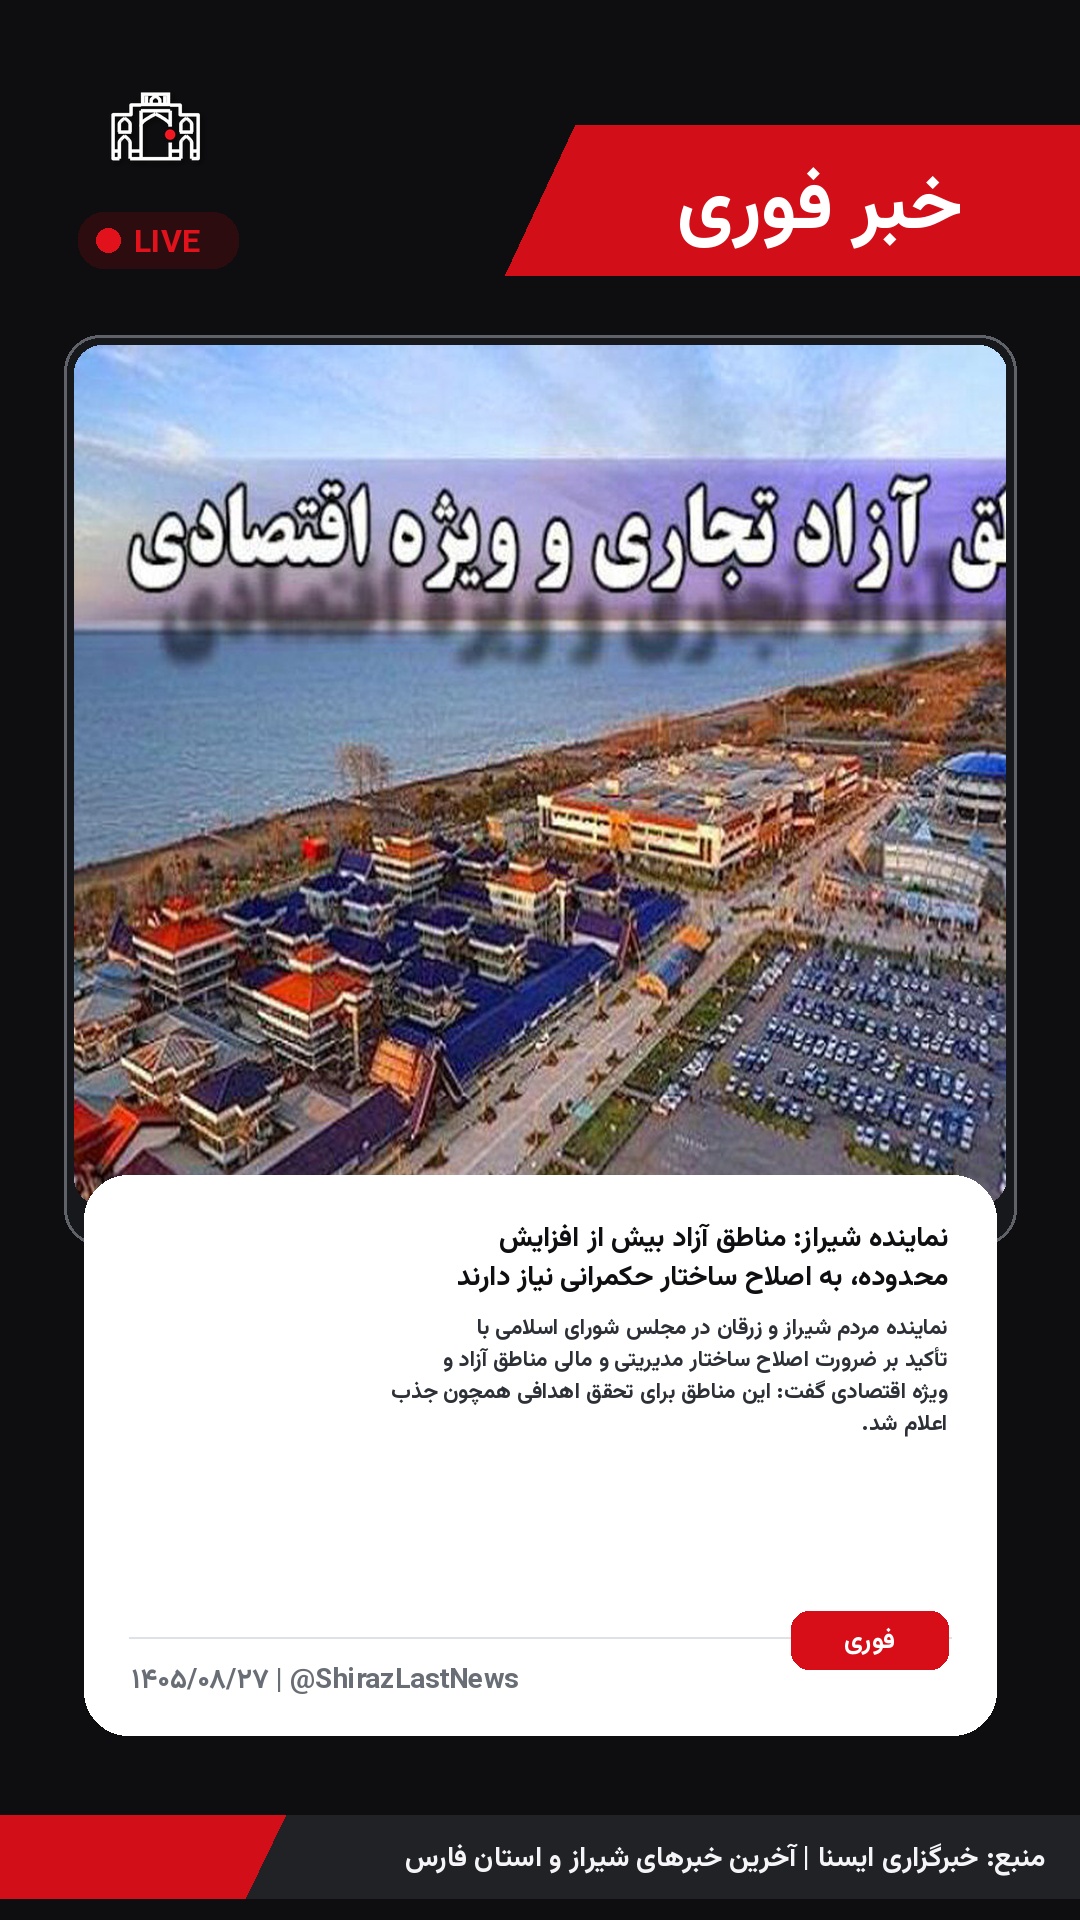 LIVE
خبر فوری
آزاد تجاری و ویژه اقتصادی
نماینده شیراز: مناطق آزاد بیش از افزایش
محدوده، به اصلاح ساختار حکمرانی نیاز دارند
نماینده مردم شیراز و زرقان در مجلس شورای اسلامی با
تأکید بر ضرورت اصلاح ساختار مدیریتی و مالی مناطق آزاد و
ویژه اقتصادی گفت: این مناطق برای تحقق اهدافی همچون جذب
اعلام شد.
فوری
۱۴۰۵/۰۸/۲۷ | @ShirazLastNews
منبع: خبرگزاری ایسنا | آخرین خبرهای شیراز و استان فارس